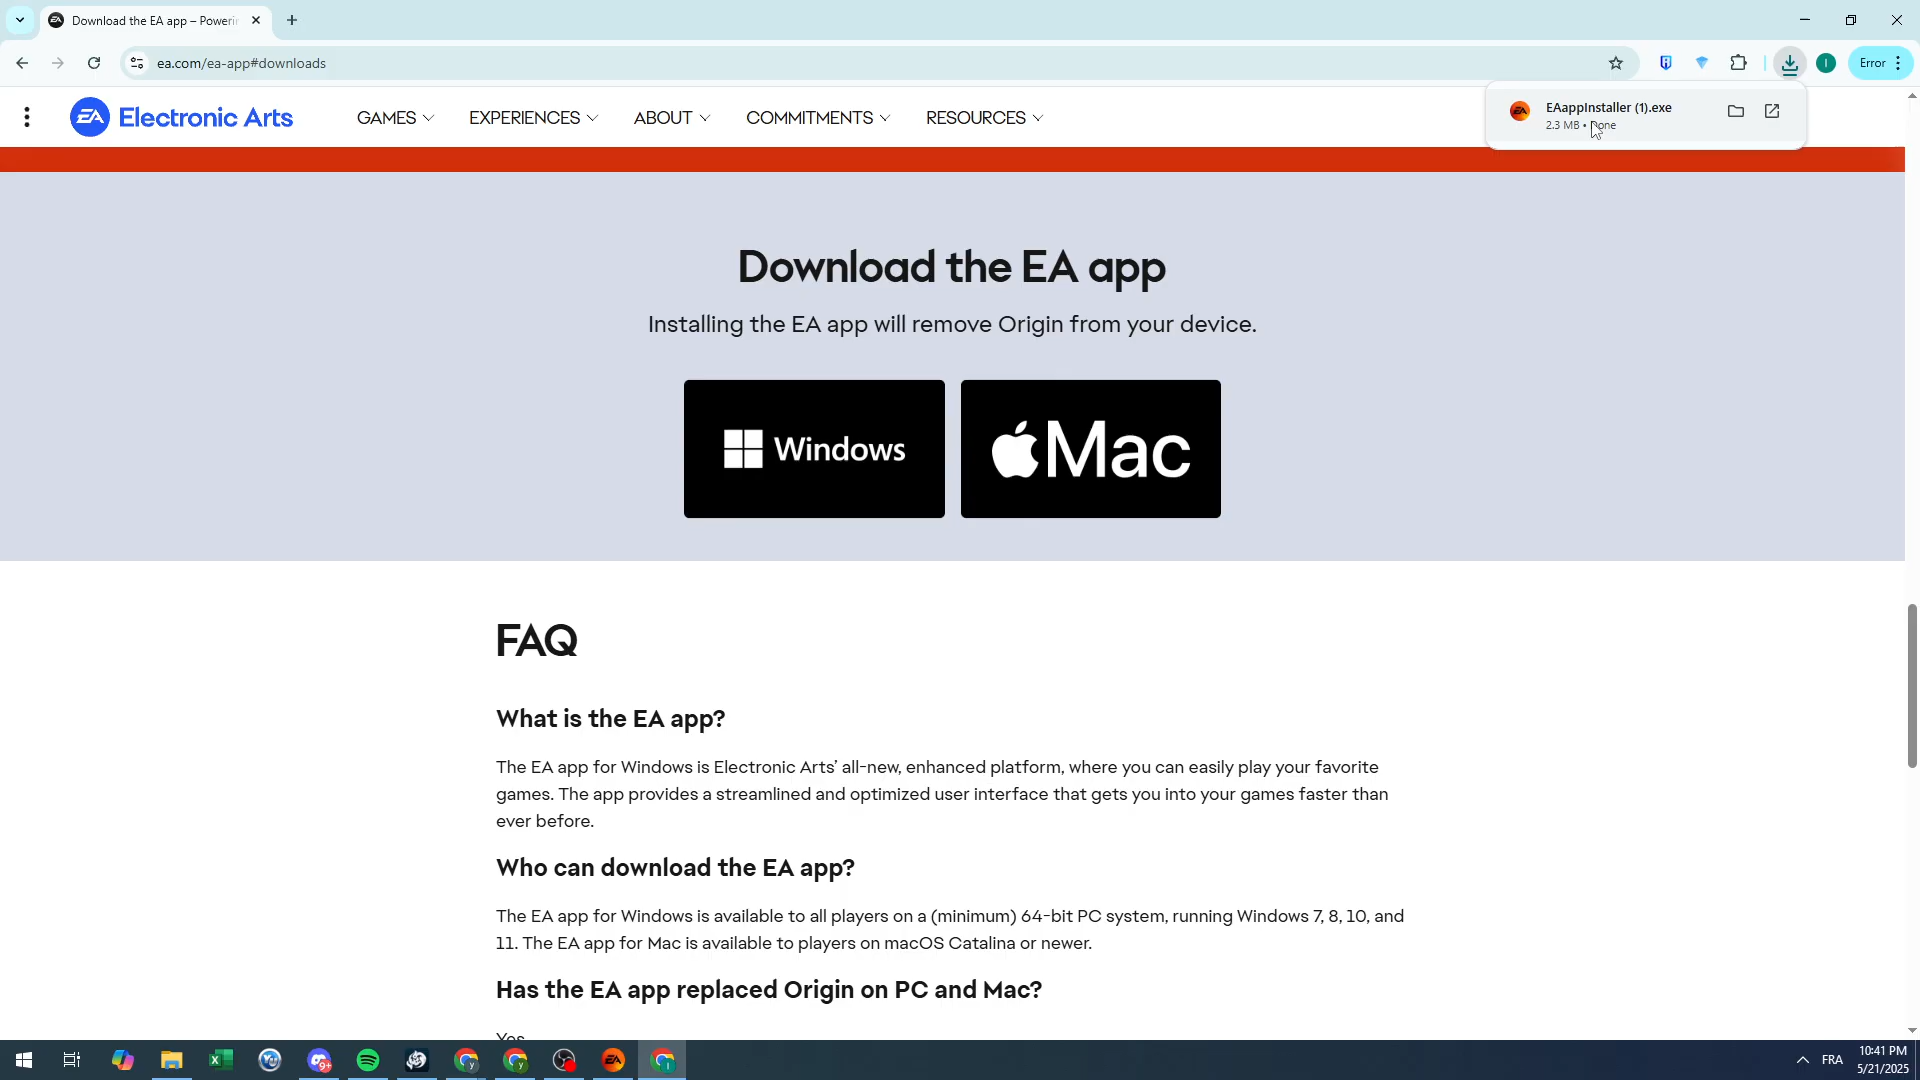 Download the EA app – Poweri
ea.com/ea-app#downloads
Error
EA Electronic Arts
GAMES
EXPERIENCES
ABOUT
COMMITMENTS
RESOURCES
EAappInstaller (1).exe
2.3 MB • Done
Download the EA app
Installing the EA app will remove Origin from your device.
Windows
Mac
FAQ
What is the EA app?
The EA app for Windows is Electronic Arts’ all-new, enhanced platform, where you can easily play your favorite
games. The app provides a streamlined and optimized user interface that gets you into your games faster than
ever before.
Who can download the EA app?
The EA app for Windows is available to all players on a (minimum) 64-bit PC system, running Windows 7, 8, 10, and
11. The EA app for Mac is available to players on macOS Catalina or newer.
Has the EA app replaced Origin on PC and Mac?
Yes
9+
FRA
10:41 PM
5/21/2025